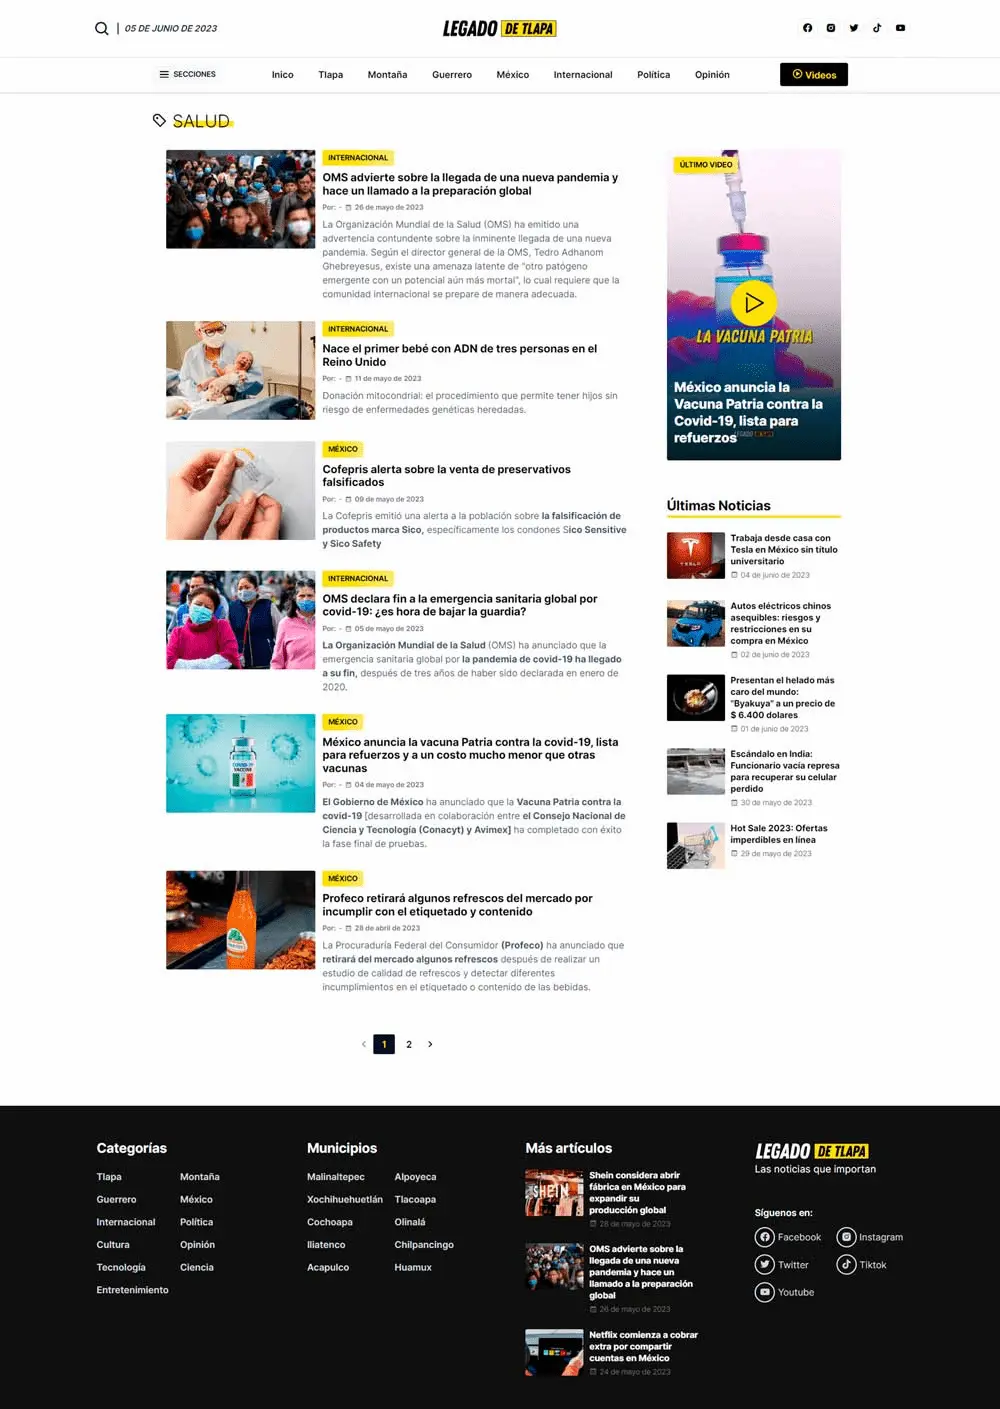 05 DE JUNIO DE 2023
LEGADO DE TLAPA
SECCIONES
Inico
Tlapa
Montaña
Guerrero
México
Internacional
Política
Opinión
Videos
SALUD
INTERNACIONAL
OMS advierte sobre la llegada de una nueva pandemia y
hace un llamado a la preparación global
Por: - 26 de mayo de 2023
La Organización Mundial de la Salud (OMS) ha emitido una
advertencia contundente sobre la inminente llegada de una nueva
pandemia. Según el director general de la OMS, Tedro Adhanom
Ghebreyesus, existe una amenaza latente de "otro patógeno
emergente con un potencial aún más mortal", lo cual requiere que la
comunidad internacional se prepare de manera adecuada.
INTERNACIONAL
Nace el primer bebé con ADN de tres personas en el
Reino Unido
Por: - 11 de mayo de 2023
Donación mitocondrial: el procedimiento que permite tener hijos sin
riesgo de enfermedades genéticas heredadas.
MÉXICO
Cofepris alerta sobre la venta de preservativos
falsificados
Por: - 09 de mayo de 2023
La Cofepris emitió una alerta a la población sobre la falsificación de
productos marca Sico, específicamente los condones Sico Sensitive
y Sico Safety
INTERNACIONAL
OMS declara fin a la emergencia sanitaria global por
covid-19: ¿es hora de bajar la guardia?
Por: - 05 de mayo de 2023
La Organización Mundial de la Salud (OMS) ha anunciado que la
emergencia sanitaria global por la pandemia de covid-19 ha llegado
a su fin, después de tres años de haber sido declarada en enero de
2020.
COVID-19
VACCINE
MÉXICO
México anuncia la vacuna Patria contra la covid-19, lista
para refuerzos y a un costo mucho menor que otras
vacunas
Por: - 04 de mayo de 2023
El Gobierno de México ha anunciado que la Vacuna Patria contra la
covid-19 [desarrollada en colaboración entre el Consejo Nacional de
Ciencia y Tecnología (Conacyt) y Avimex] ha completado con éxito
la fase final de pruebas.
MÉXICO
Profeco retirará algunos refrescos del mercado por
incumplir con el etiquetado y contenido
Por: - 28 de abril de 2023
La Procuraduría Federal del Consumidor (Profeco) ha anunciado que
retirará del mercado algunos refrescos después de realizar un
estudio de calidad de refrescos y detectar diferentes
incumplimientos en el etiquetado o contenido de las bebidas.
1
2
ÚLTIMO VIDEO
LA VACUNA PATRIA
México anuncia la
Vacuna Patria contra la
Covid-19, lista para
refuerzos
LEGADO DE TLAPA
Últimas Noticias
TESLA
Trabaja desde casa con
Tesla en México sin título
universitario
04 de junio de 2023
Autos eléctricos chinos
asequibles: riesgos y
restricciones en su
compra en México
02 de junio de 2023
Presentan el helado más
caro del mundo:
"Byakuya" a un precio de
$ 6.400 dolares
01 de junio de 2023
Escándalo en India:
Funcionario vacía represa
para recuperar su celular
perdido
30 de mayo de 2023
Hot Sale 2023: Ofertas
imperdibles en línea
29 de mayo de 2023
Categorías
Tlapa
Montaña
Guerrero
México
Internacional
Política
Cultura
Opinión
Tecnología
Ciencia
Entretenimiento
Municipios
Malinaltepec
Alpoyeca
Xochihuehuetlán
Tlacoapa
Cochoapa
Olinalá
Iliatenco
Chilpancingo
Acapulco
Huamux
Más artículos
SHEIN
Shein considera abrir
fábrica en México para
expandir su
producción global
28 de mayo de 2023
OMS advierte sobre la
llegada de una nueva
pandemia y hace un
llamado a la preparación
global
26 de mayo de 2023
Netflix comienza a cobrar
extra por compartir
cuentas en México
24 de mayo de 2023
LEGADO DE TLAPA
Las noticias que importan
Síguenos en:
Facebook
Instagram
Twitter
Tiktok
Youtube